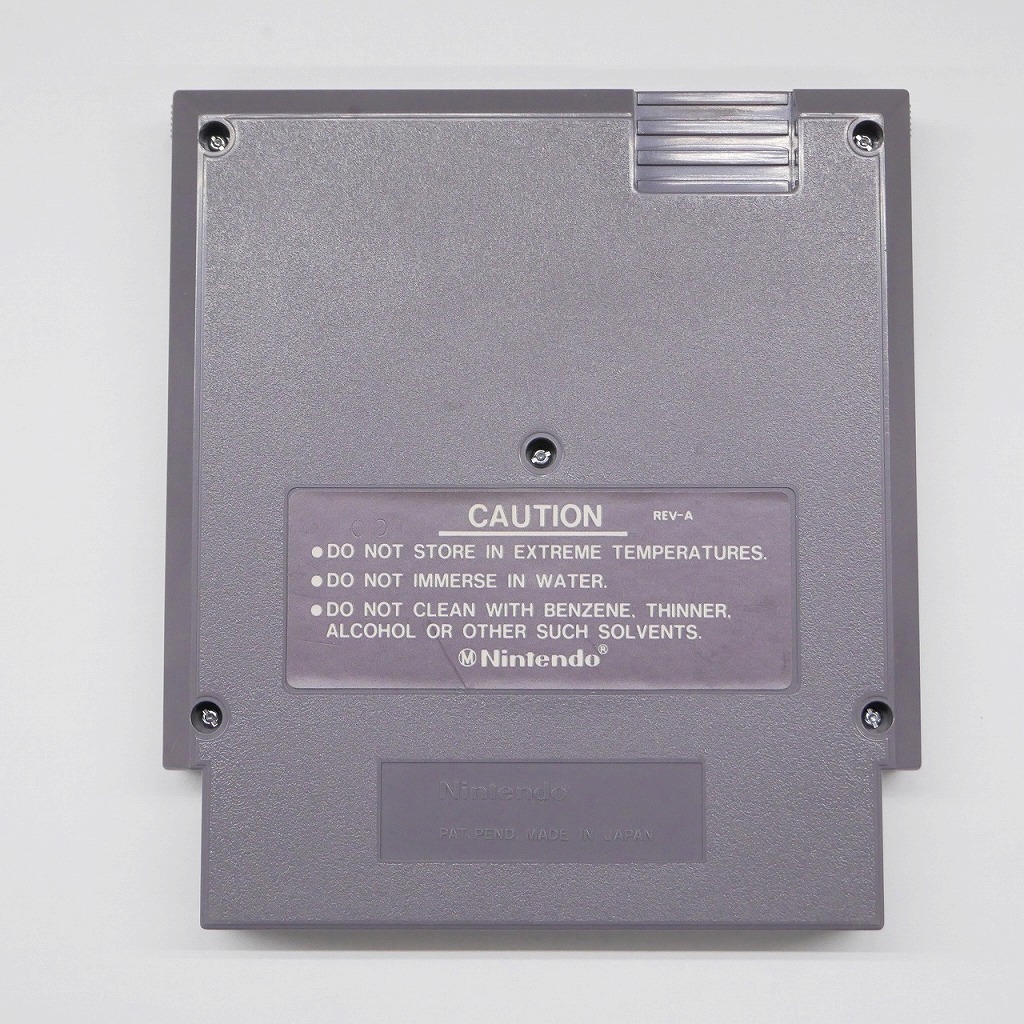 CAUTION REV-A
●DO NOT STORE IN EXTREME TEMPERATURES.
●DO NOT IMMERSE IN WATER.
●DO NOT CLEAN WITH BENZENE, THINNER,
ALCOHOL OR OTHER SUCH SOLVENTS.
Ⓜ Nintendo®
Nintendo®
PAT. PEND. MADE IN JAPAN